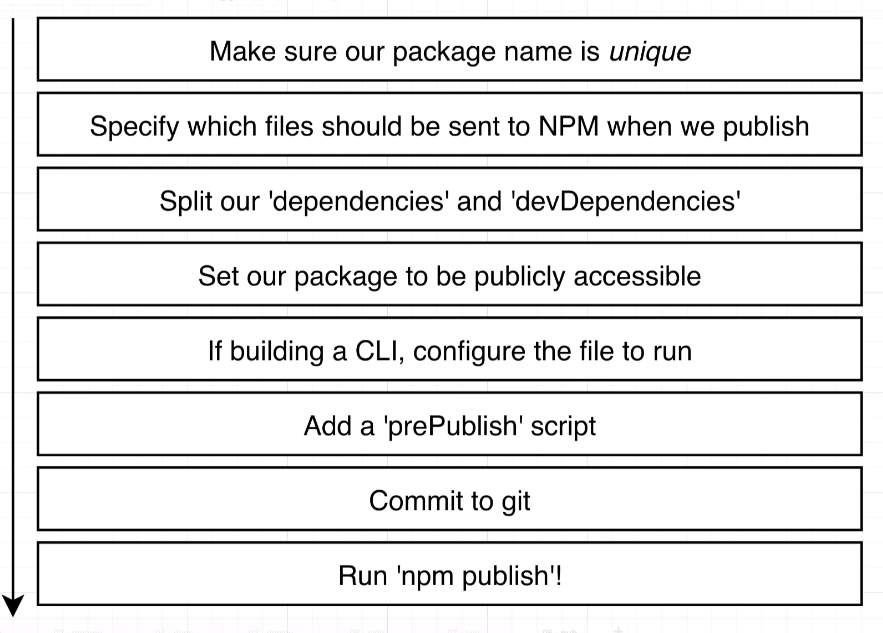 Make sure our package name is unique
Specify which files should be sent to NPM when we publish
Split our 'dependencies' and 'devDependencies'
Set our package to be publicly accessible
If building a CLI, configure the file to run
Add a 'prePublish' script
Commit to git
Run 'npm publish'!